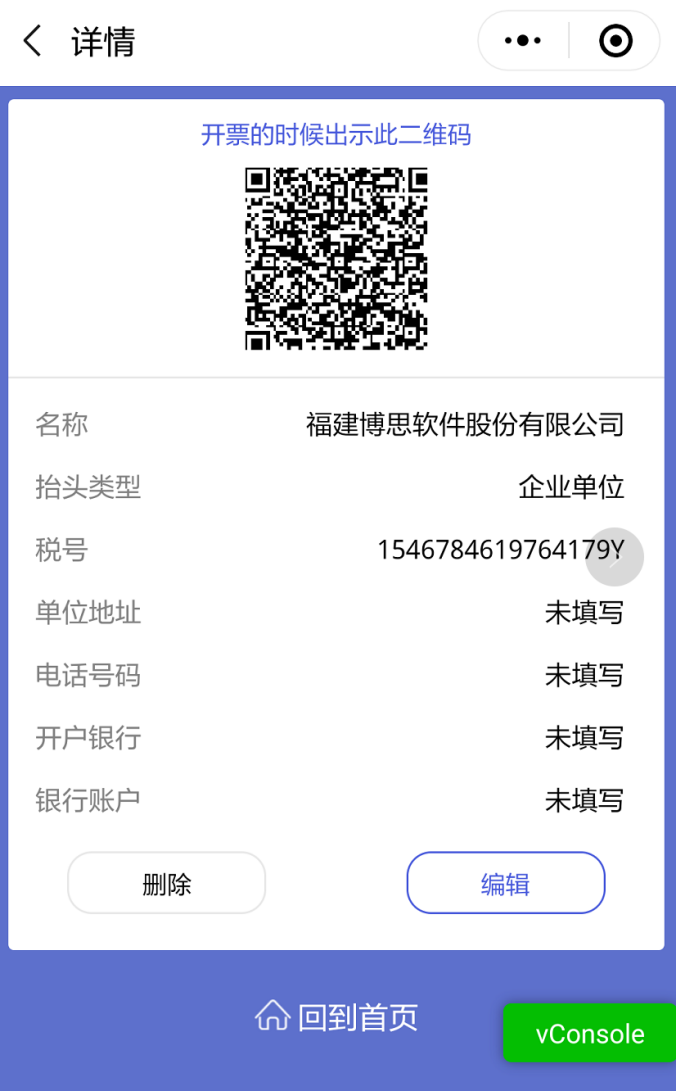 详情
开票的时候出示此二维码
名称 福建博思软件股份有限公司
抬头类型 企业单位
税号 1546784619764179Y
单位地址 未填写
电话号码 未填写
开户银行 未填写
银行账户 未填写
删除 编辑
回到首页
vConsole